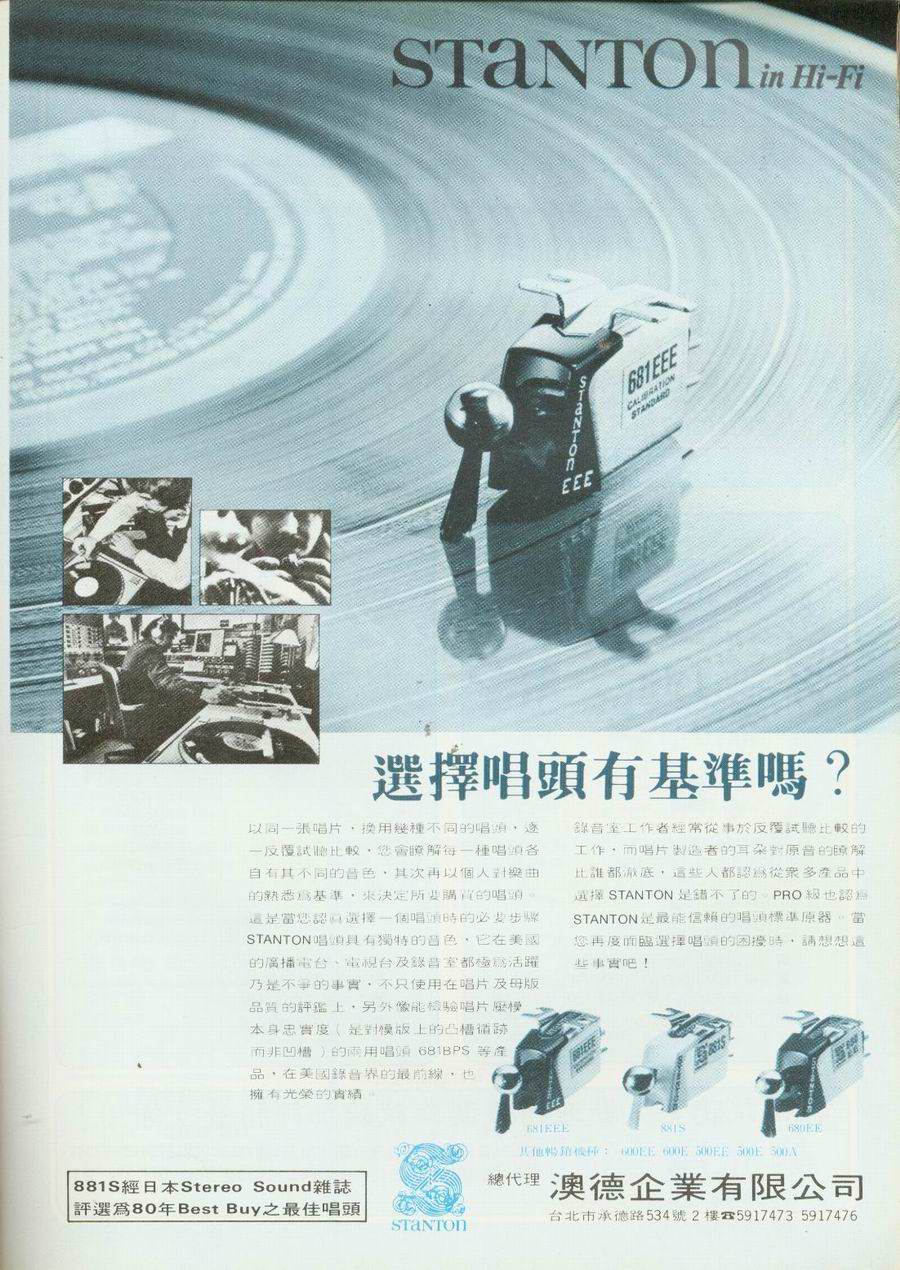 STANTON in Hi-Fi
681EEE
CALIBRATION
STANDARD
STANTON
EEE
選擇唱頭有基準嗎？
以同一張唱片，換用幾種不同的唱頭，逐
一反覆試聽比較，您會瞭解每一種唱頭各
自有其不同的音色，其次再以個人對樂曲
的熟悉爲基準，來決定所要購買的唱頭。
這是當您認真選擇一個唱頭時的必要步驟
STANTON唱頭具有獨特的音色，它在美國
的廣播電台、電視台及錄音室都極爲活躍
乃是不爭的事實，不只使用在唱片及母版
品質的評鑑上，另外像能檢驗唱片壓模
本身忠實度（是對模版上的凸槽循跡
而非凹槽）的兩用唱頭 681BPS 等產
品，在美國錄音界的最前線，也
擁有光榮的實績。
錄音室工作者經常從事於反覆試聽比較的
工作，而唱片製造者的耳朵對原音的瞭解
比誰都澈底，這些人都認爲從衆多產品中
選擇 STANTON 是錯不了的。PRO 級也認爲
STANTON是最能信賴的唱頭標準原器。當
您再度面臨選擇唱頭的困擾時，請想想這
些事實吧！
681EEE 881S 680EE
其他暢銷機種： 600EE 600E 500EE 500E 500A
881S經日本Stereo Sound雜誌
評選爲80年Best Buy之最佳唱頭
STANTON
總代理 澳德企業有限公司
台北市承德路534號2樓☎5917473 5917476